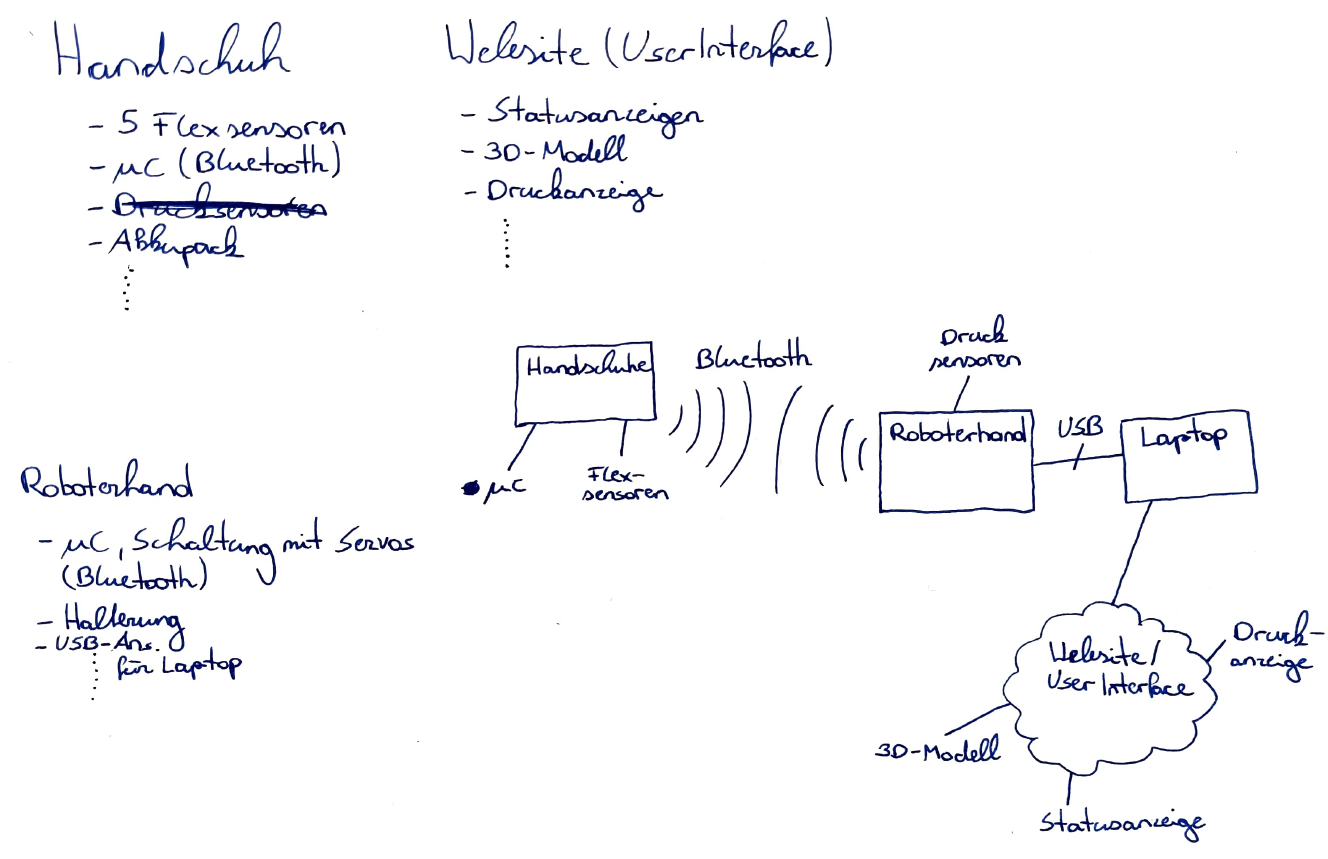 Handschuh
- 5 Flexsensoren
- µC (Bluetooth)
- Drucksensoren
- Akkupack
Website (UserInterface)
- Statusanzeigen
- 3D-Modell
- Druckanzeige
Roboterhand
- µC, Schaltung mit Servos
(Bluetooth)
- Halterung
- USB-Ans.
für Laptop
Handschuhe
µC
Flex-
sensoren
Bluetooth
Druck
sensoren
Roboterhand
USB
Laptop
Website/
User Interface
Druck-
anzeige
3D-Modell
Statusanzeige